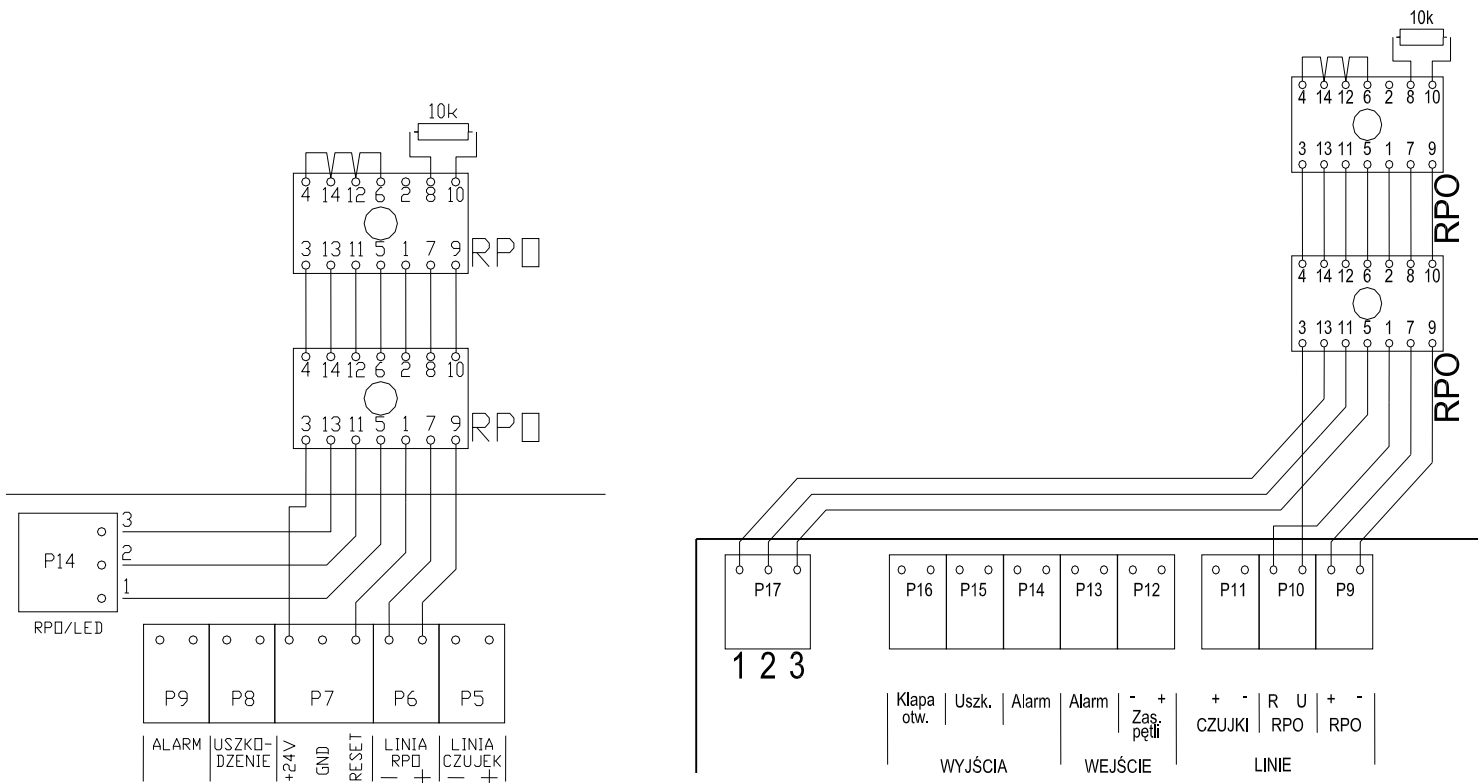 10k
4 14 12 6 2 8 10
3 13 11 5 1 7 9
RPO
4 14 12 6 2 8 10
3 13 11 5 1 7 9
RPO
3
P14 2
1
RPO/LED
P9 P8 P7 P6 P5
ALARM USZKO-
DZENIE +24V GND RESET LINIA
RPO
- + LINIA
CZUJEK
- +
10k
4 14 12 6 2 8 10
3 13 11 5 1 7 9
RPO
4 14 12 6 2 8 10
3 13 11 5 1 7 9
RPO
P17 P16 P15 P14 P13 P12 P11 P10 P9
1 2 3
Klapa
otw. Uszk. Alarm Alarm - +
Zas.
pętli + -
CZUJKI R U
RPO + -
RPO
WYJŚCIA WEJŚCIE LINIE